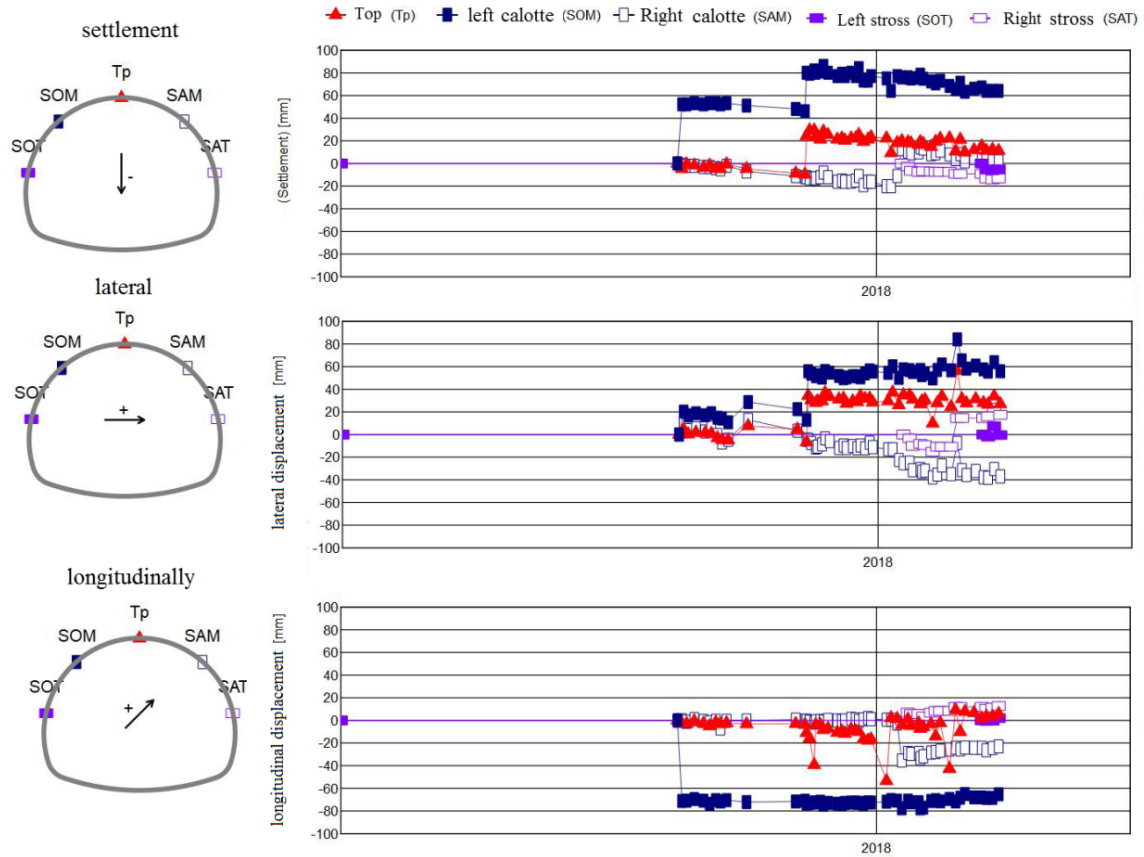 Top (Tp) left calotte (SOM) Right calotte (SAM) Left stross (SOT) Right stross (SAT)
settlement
Tp
SOM SAM
SOT SAT
-
(Settlement) [mm]
100
80
60
40
20
0
-20
-40
-60
-80
-100
2018
lateral
Tp
SOM SAM
SOT SAT
+
lateral displacement [mm]
100
80
60
40
20
0
-20
-40
-60
-80
-100
2018
longitudinally
Tp
SOM SAM
SOT SAT
+
longitudinal displacement [mm]
100
80
60
40
20
0
-20
-40
-60
-80
-100
2018